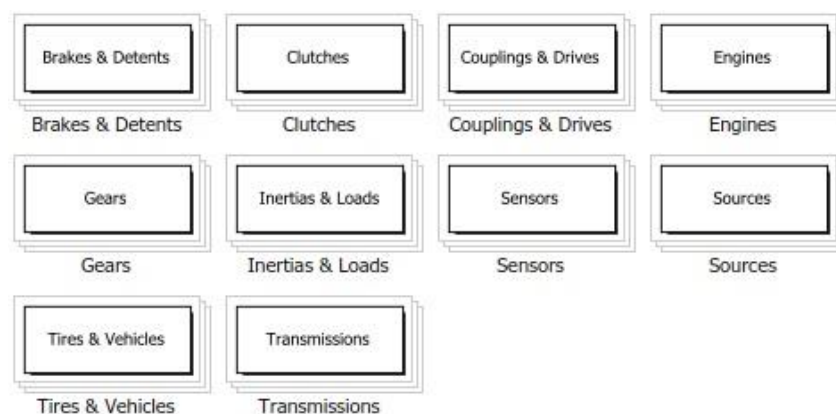 Brakes & Detents
Clutches
Couplings & Drives
Engines
Brakes & Detents
Clutches
Couplings & Drives
Engines
Gears
Inertias & Loads
Sensors
Sources
Gears
Inertias & Loads
Sensors
Sources
Tires & Vehicles
Transmissions
Tires & Vehicles
Transmissions